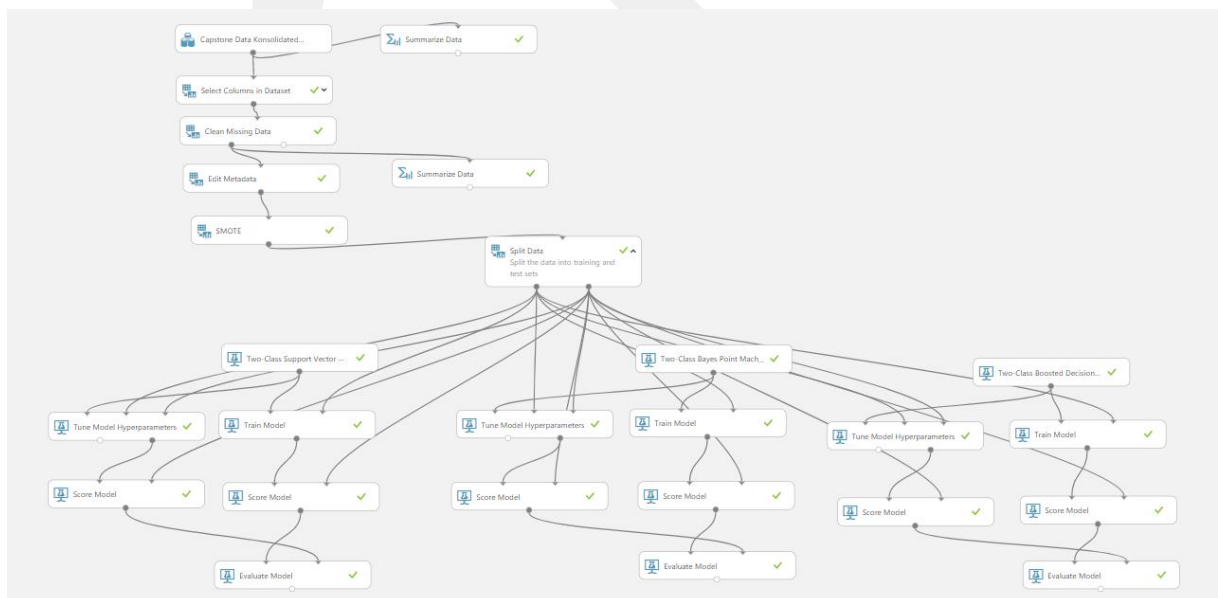 Capstone Data Konsolidated...
Summarize Data
Select Columns in Dataset
Clean Missing Data
Edit Metadata
Summarize Data
SMOTE
Split Data
Split the data into training and
test sets
Two-Class Support Vector ...
Two-Class Bayes Point Mach...
Two-Class Boosted Decision...
Tune Model Hyperparameters
Train Model
Tune Model Hyperparameters
Train Model
Tune Model Hyperparameters
Train Model
Score Model
Score Model
Score Model
Score Model
Score Model
Score Model
Evaluate Model
Evaluate Model
Evaluate Model